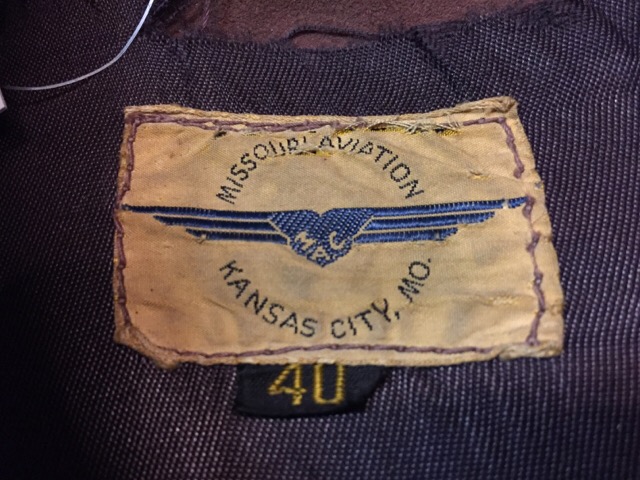 MISSOURI AVIATION
MAC
KANSAS CITY, MO.
40